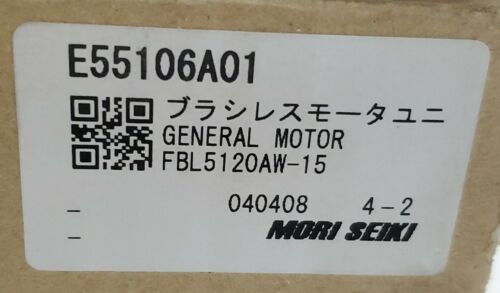 E55106A01
ブラシレスモータユニ
GENERAL MOTOR
FBL5120AW-15
– 040408 4-2
– MORI SEIKI